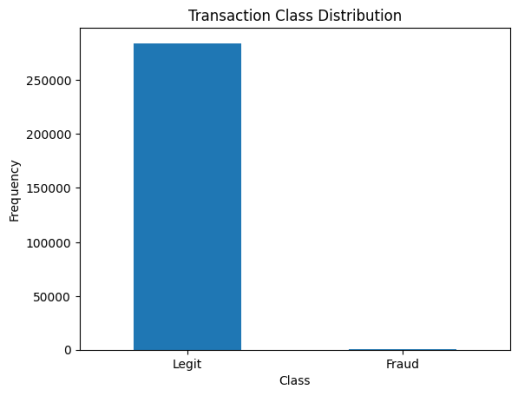 Transaction Class Distribution
250000
200000
150000
100000
50000
0
Frequency
Legit
Fraud
Class